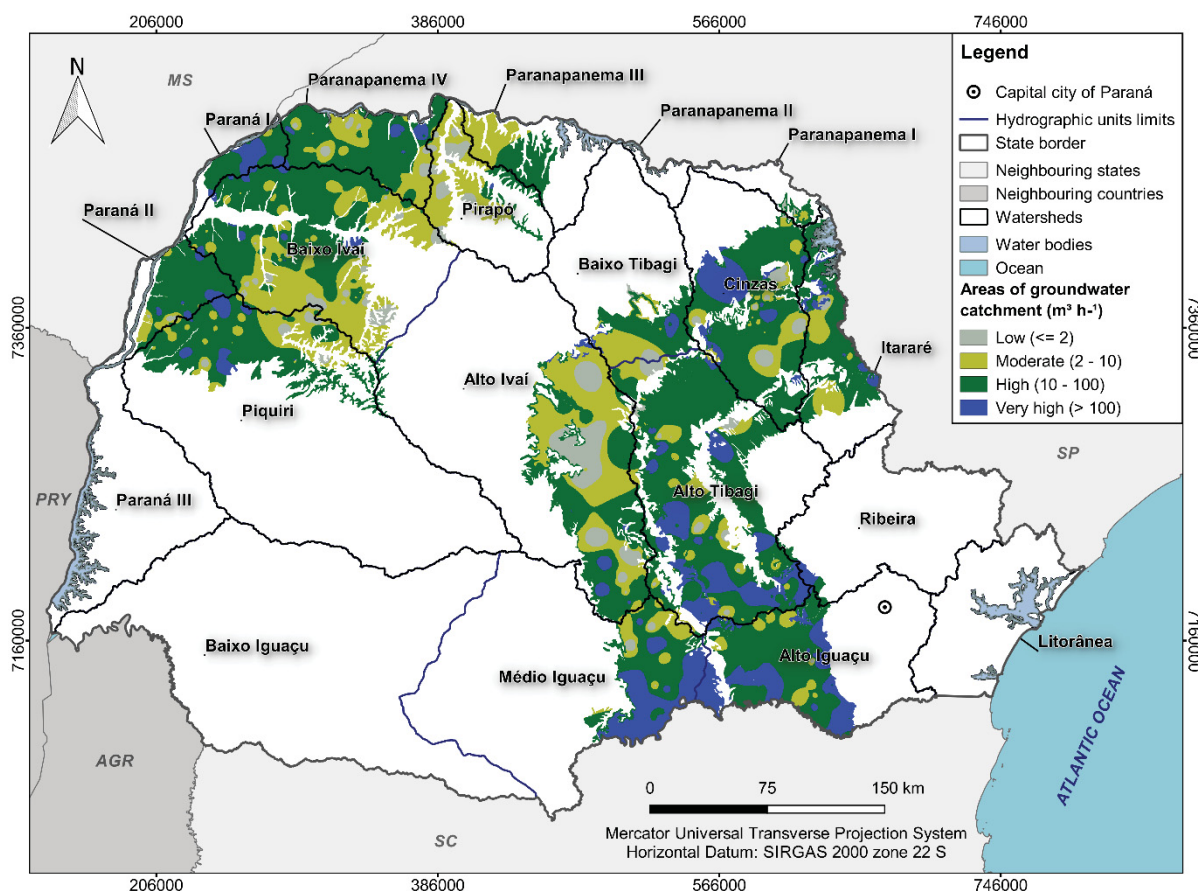 206000
386000
566000
746000
N
MS
Paranapanema IV
Paranapanema III
Paranapanema II
Paranapanema I
Paraná I
Paraná II
Pirapó
Baixo Ivaí
Baixo Tibagi
Cinzas
Itararé
Alto Ivaí
Piquiri
Alto Tibagi
Paraná III
Ribeira
Baixo Iguaçu
Médio Iguaçu
Alto Iguaçu
Litorânea
PRY
AGR
SC
SP
ATLANTIC OCEAN
7360000
7160000
7360000
7160000
Legend
Capital city of Paraná
Hydrographic units limits
State border
Neighbouring states
Neighbouring countries
Watersheds
Water bodies
Ocean
Areas of groundwater
catchment (m³ h-¹)
Low (<= 2)
Moderate (2 - 10)
High (10 - 100)
Very high (> 100)
0 75 150 km
Mercator Universal Transverse Projection System
Horizontal Datum: SIRGAS 2000 zone 22 S
206000
386000
566000
746000